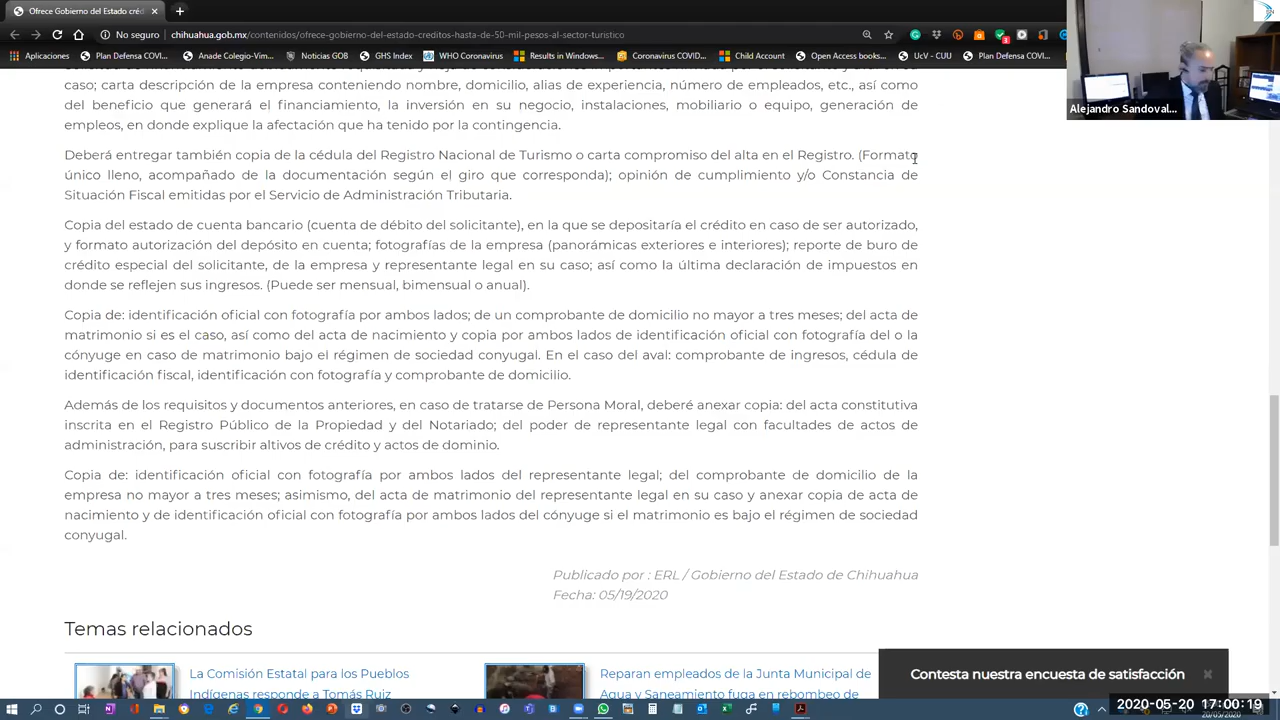 Ofrece Gobierno del Estado créd
No seguro
chihuahua.gob.mx/contenidos/ofrece-gobierno-del-estado-creditos-hasta-de-50-mil-pesos-al-sector-turistico
Aplicaciones
Plan Defensa COVI...
Anade Colegio-Vim...
Noticias GOB
GHS Index
WHO Coronavirus
Results in Windows...
Coronavirus COVID...
Child Account
Open Access books...
UcV - CUU
Plan Defensa COVI...
Alejandro Sandoval...
caso; carta descripción de la empresa conteniendo nombre, domicilio, días de experiencia, número de empleados, etc., así como
del beneficio que generará el financiamiento, la inversión en su negocio, instalaciones, mobiliario o equipo, generación de
empleos, en donde explique la afectación que ha tenido por la contingencia.
Deberá entregar también copia de la cédula del Registro Nacional de Turismo o carta compromiso del alta en el Registro. (Formato
único lleno, acompañado de la documentación según el giro que corresponda); opinión de cumplimiento y/o Constancia de
Situación Fiscal emitidas por el Servicio de Administración Tributaria.
Copia del estado de cuenta bancario (cuenta de débito del solicitante), en la que se depositaría el crédito en caso de ser autorizado,
y formato autorización del depósito en cuenta; fotografías de la empresa (panorámicas exteriores e interiores); reporte de buro de
crédito especial del solicitante, de la empresa y representante legal en su caso; así como la última declaración de impuestos en
donde se reflejen sus ingresos. (Puede ser mensual, bimensual o anual).
Copia de: identificación oficial con fotografía por ambos lados; de un comprobante de domicilio no mayor a tres meses; del acta de
matrimonio si es el caso, así como del acta de nacimiento y copia por ambos lados de identificación oficial con fotografía del o la
cónyuge en caso de matrimonio bajo el régimen de sociedad conyugal. En el caso del aval: comprobante de ingresos, cédula de
identificación fiscal, identificación con fotografía y comprobante de domicilio.
Además de los requisitos y documentos anteriores, en caso de tratarse de Persona Moral, deberé anexar copia: del acta constitutiva
inscrita en el Registro Público de la Propiedad y del Notariado; del poder de representante legal con facultades de actos de
administración, para suscribir altivos de crédito y actos de dominio.
Copia de: identificación oficial con fotografía por ambos lados del representante legal; del comprobante de domicilio de la
empresa no mayor a tres meses; asimismo, del acta de matrimonio del representante legal en su caso y anexar copia de acta de
nacimiento y de identificación oficial con fotografía por ambos lados del cónyuge si el matrimonio es bajo el régimen de sociedad
conyugal.
Publicado por : ERL / Gobierno del Estado de Chihuahua
Fecha: 05/19/2020
Temas relacionados
La Comisión Estatal para los Pueblos
Indígenas responde a Tomás Ruiz
Reparan empleados de la Junta Municipal de
Agua y Saneamiento fuga en rebombeo de
Contesta nuestra encuesta de satisfacción
2020-05-20 17:00:19
20/05/2020